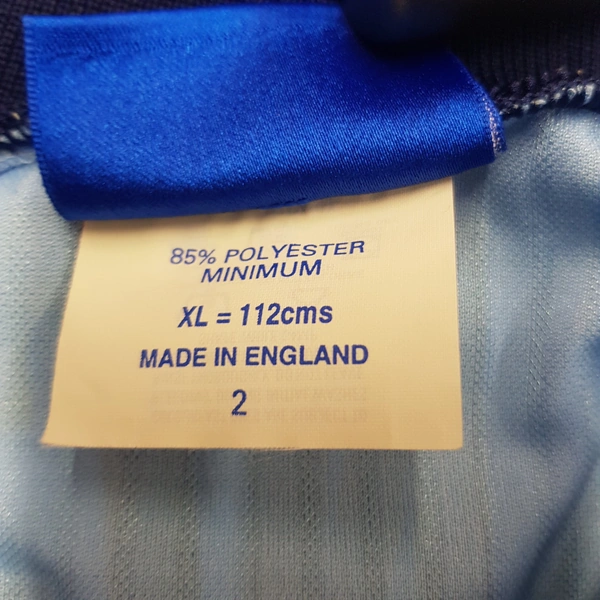 85% POLYESTER
MINIMUM
XL = 112cms
MADE IN ENGLAND
2